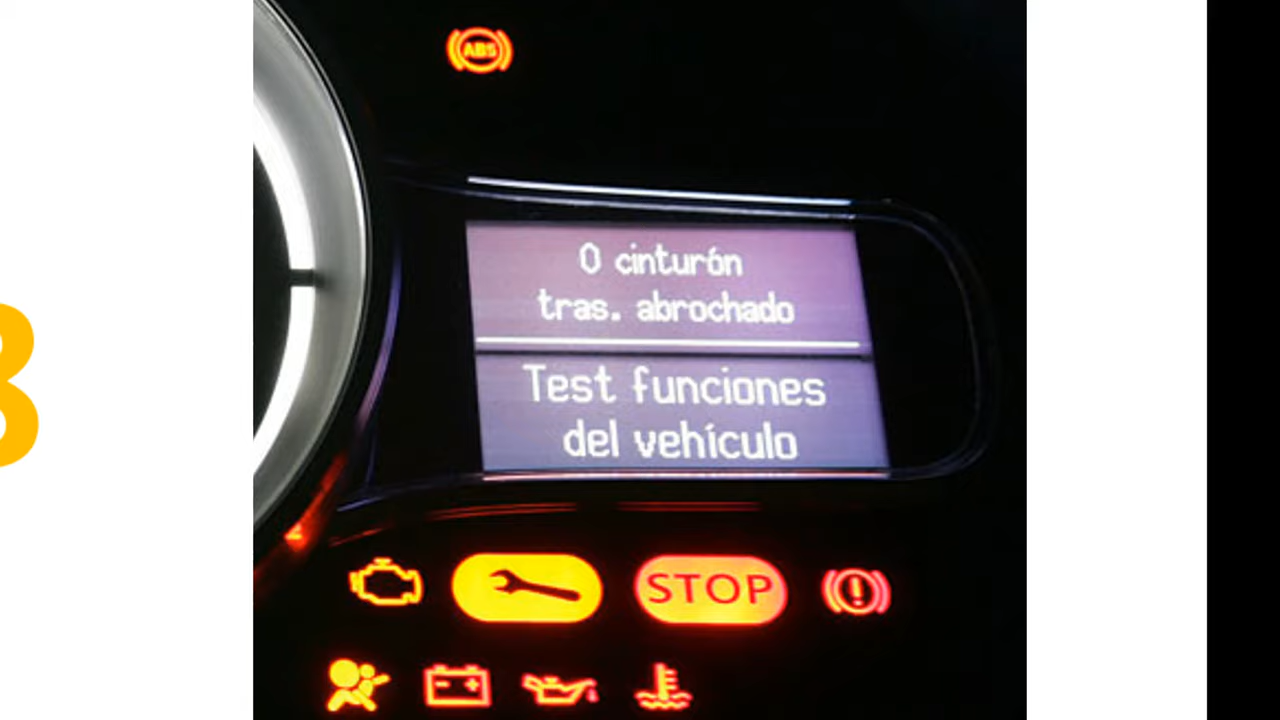 ABS
0 cinturón
tras. abrochado
Test funciones
del vehículo
STOP